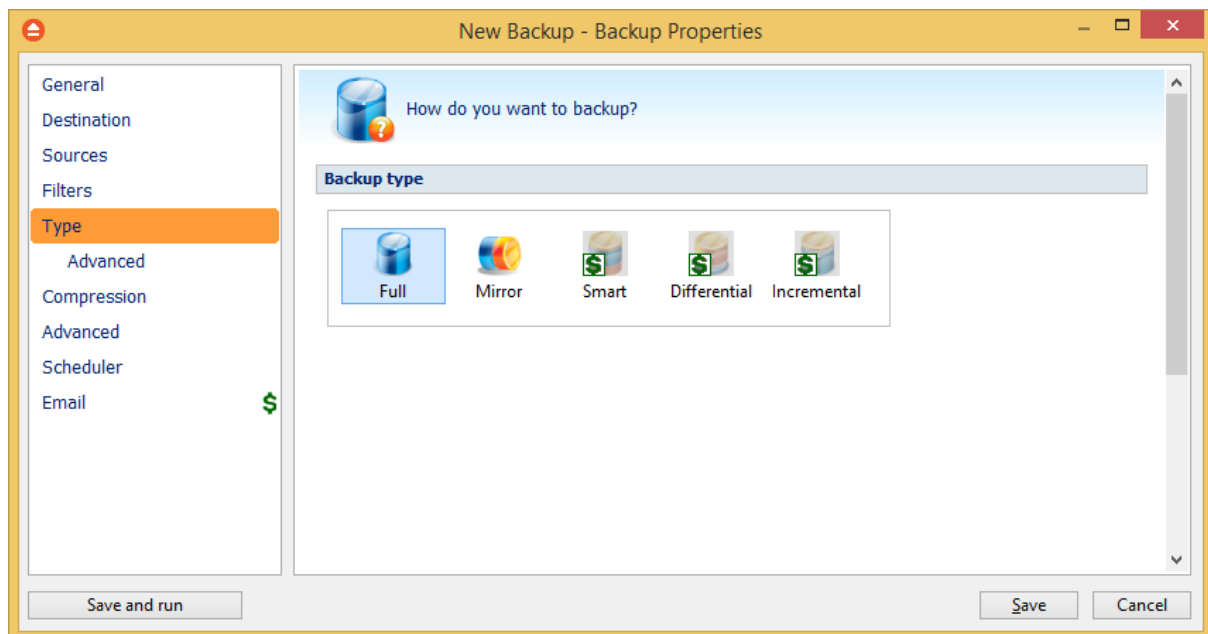 New Backup - Backup Properties
General
Destination
Sources
Filters
Type
Advanced
Compression
Advanced
Scheduler
Email $
How do you want to backup?
Backup type
Full Mirror Smart Differential Incremental
Save and run Save Cancel